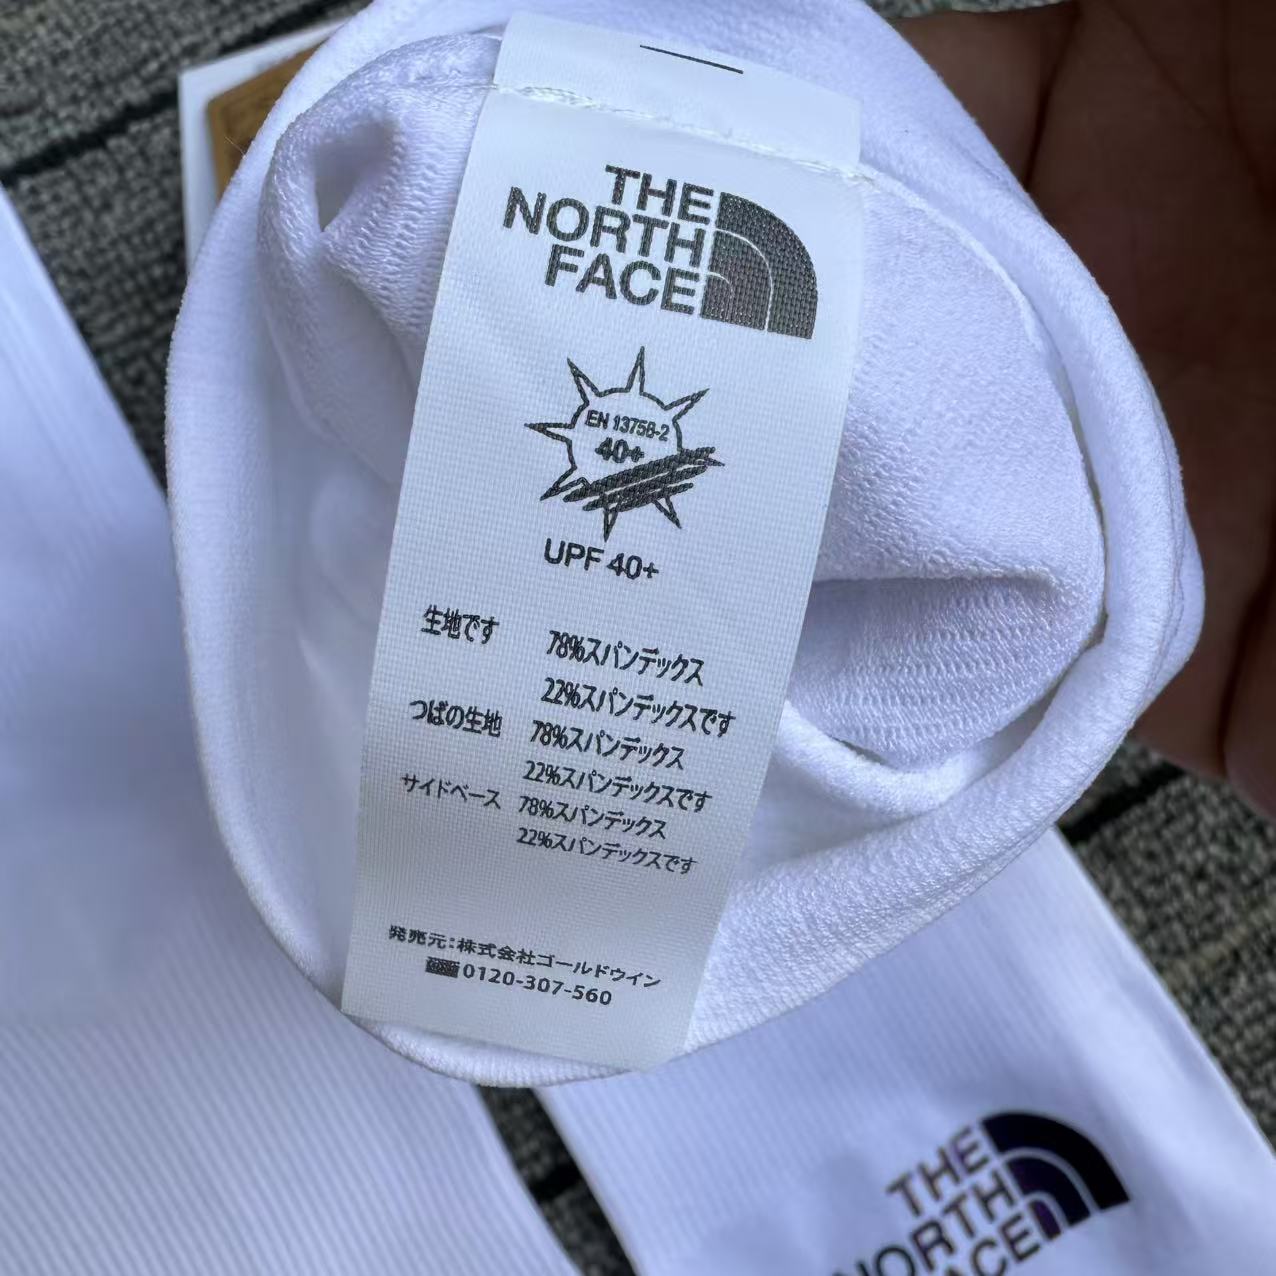 THE
NORTH
FACE
EN 13758-2
40+
UPF 40+
生地です 78%スパンデックス
22%スパンデックスです
つばの生地 78%スパンデックス
22%スパンデックスです
サイドベース 78%スパンデックス
22%スパンデックスです
発売元:株式会社ゴールドウイン
0120-307-560
THE
NORTH
FACE